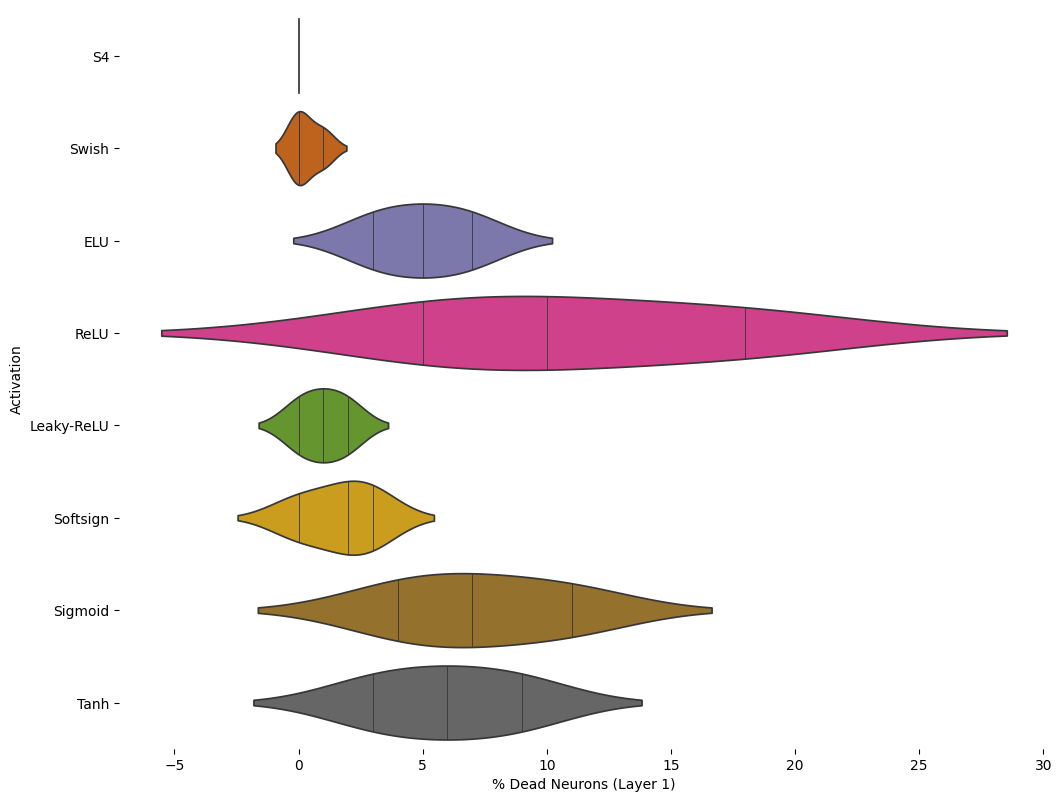 S4
Swish
ELU
ReLU
Activation
Leaky-ReLU
Softsign
Sigmoid
Tanh
−5 0 5 10 15 20 25 30
% Dead Neurons (Layer 1)